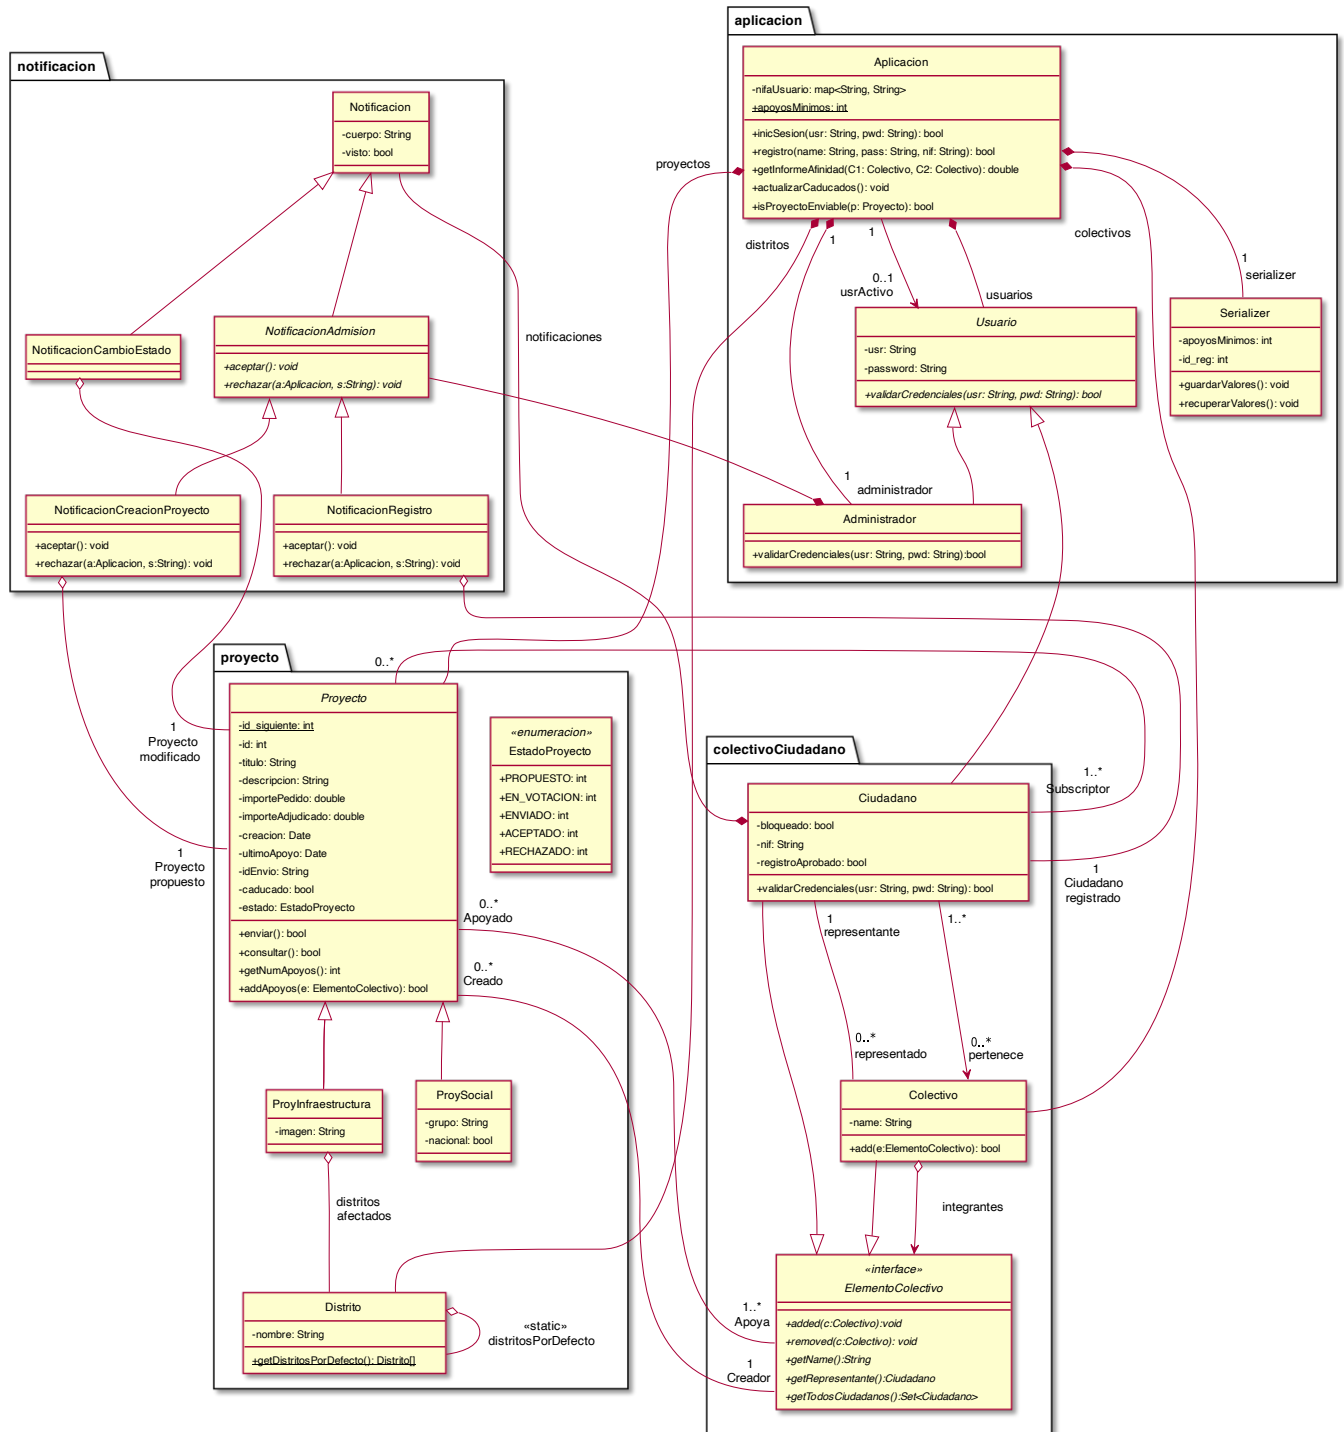 aplicacion
Aplicacion
-nifaUsuario: map<String, String>
+apoyosMinimos: int
+inicSesion(usr: String, pwd: String): bool
+registro(name: String, pass: String, nif: String): bool
+getInformeAfinidad(C1: Colectivo, C2: Colectivo): double
+actualizarCaducados(): void
+isProyectoEnviable(p: Proyecto): bool
notificacion
Notificacion
-cuerpo: String
-visto: bool
proyectos
distritos
1
1
colectivos
0..1
usrActivo
usuarios
1
serializer
Usuario
-usr: String
-password: String
+validarCredenciales(usr: String, pwd: String): bool
Serializer
-apoyosMinimos: int
-id_reg: int
+guardarValores(): void
+recuperarValores(): void
NotificacionCambioEstado
NotificacionAdmision
+aceptar(): void
+rechazar(a:Aplicacion, s:String): void
notificaciones
1
administrador
Administrador
+validarCredenciales(usr: String, pwd: String):bool
NotificacionCreacionProyecto
+aceptar(): void
+rechazar(a:Aplicacion, s:String): void
NotificacionRegistro
+aceptar(): void
+rechazar(a:Aplicacion, s:String): void
proyecto
0..*
Proyecto
-id_siguiente: int
-id: int
-titulo: String
-descripcion: String
-importePedido: double
-importeAdjudicado: double
-creacion: Date
-ultimoApoyo: Date
-idEnvio: String
-caducado: bool
-estado: EstadoProyecto
+enviar(): bool
+consultar(): bool
+getNumApoyos(): int
+addApoyos(e: ElementoColectivo): bool
1
Proyecto
modificado
1
Proyecto
propuesto
«enumeracion»
EstadoProyecto
+PROPUESTO: int
+EN_VOTACION: int
+ENVIADO: int
+ACEPTADO: int
+RECHAZADO: int
0..*
Apoyado
0..*
Creado
colectivoCiudadano
1..*
Subscriptor
Ciudadano
-bloqueado: bool
-nif: String
-registroAprobado: bool
+validarCredenciales(usr: String, pwd: String): bool
1
Ciudadano
registrado
1
representante
1..*
0..*
representado
0..*
pertenece
ProyInfraestructura
-imagen: String
ProySocial
-grupo: String
-nacional: bool
Colectivo
-name: String
+add(e:ElementoColectivo): bool
distritos
afectados
integrantes
Distrito
-nombre: String
+getDistritosPorDefecto(): Distrito[]
«static»
distritosPorDefecto
«interface»
ElementoColectivo
+added(c:Colectivo):void
+removed(c:Colectivo): void
+getName():String
+getRepresentante():Ciudadano
+getTodosCiudadanos():Set<Ciudadano>
1..*
Apoya
1
Creador